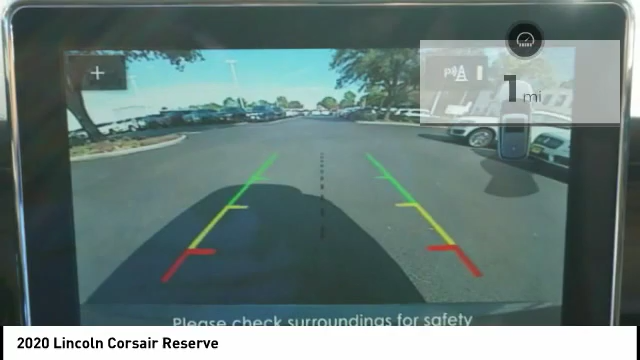 +
P
1 mi
Please check surroundings for safety
2020 Lincoln Corsair Reserve